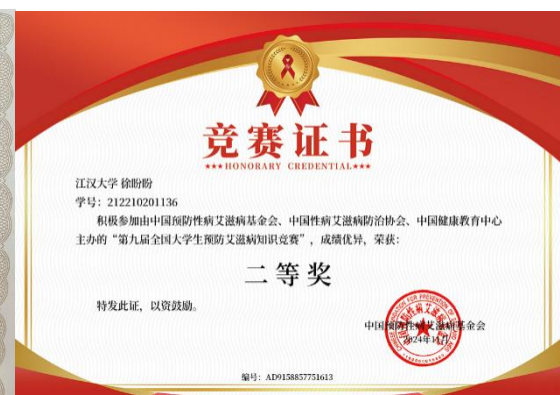 竞赛证书
★★★HONORARY CREDENTIAL★★★
江汉大学 徐盼盼
学号：212210201136
积极参加由中国预防性病艾滋病基金会、中国性病艾滋病防治协会、中国健康教育中心
主办的“第九届全国大学生预防艾滋病知识竞赛”，成绩优异，荣获：
二等奖
特发此证，以资鼓励。
中国预防性病艾滋病基金会
2024年11月
编号：AD9158857751613